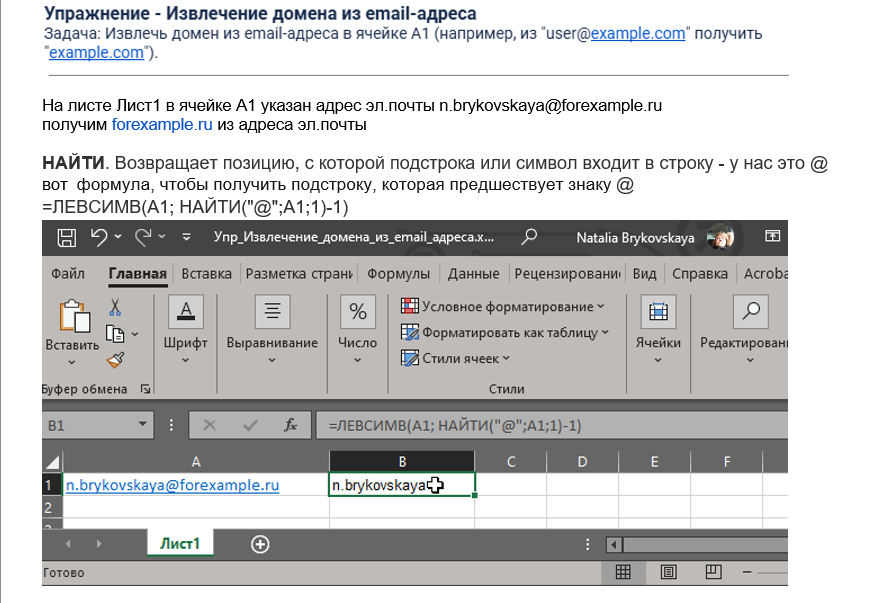 Упражнение - Извлечение домена из email-адреса
Задача: Извлечь домен из email-адреса в ячейке A1 (например, из "user@example.com" получить
"example.com").
На листе Лист1 в ячейке А1 указан адрес эл.почты n.brykovskaya@forexample.ru
получим forexample.ru из адреса эл.почты
НАЙТИ. Возвращает позицию, с которой подстрока или символ входит в строку - у нас это @
вот формула, чтобы получить подстроку, которая предшествует знаку @
=ЛЕВСИМВ(A1; НАЙТИ("@";A1;1)-1)
Упр_Извлечение_домена_из_email_адреса.x... Natalia Brykovskaya
Файл Главная Вставка Разметка страни Формулы Данные Рецензировани Вид Справка Acroba
Вставить Шрифт Выравнивание Число Условное форматирование Ячейки Редактирован
Форматировать как таблицу
Стили ячеек
Буфер обмена Стили
B1 fx =ЛЕВСИМВ(A1; НАЙТИ("@";A1;1)-1)
A B C D E F
1 n.brykovskaya@forexample.ru n.brykovskaya
2
3
Лист1
Готово